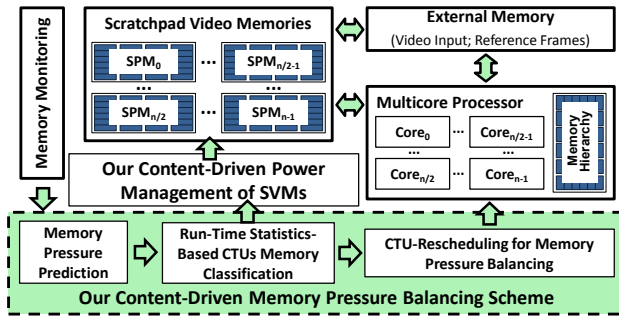 Memory Monitoring
Scratchpad Video Memories
SPM0 ... SPMn/2-1
... ...
SPMn/2 ... SPMn-1
External Memory
(Video Input; Reference Frames)
Multicore Processor
Core0 ... Coren/2-1
... ...
Coren/2 ... Coren-1
Memory
Hierarchy
Our Content-Driven Power
Management of SVMs
Memory
Pressure
Prediction
Run-Time Statistics-
Based CTUs Memory
Classification
CTU-Rescheduling for Memory
Pressure Balancing
Our Content-Driven Memory Pressure Balancing Scheme